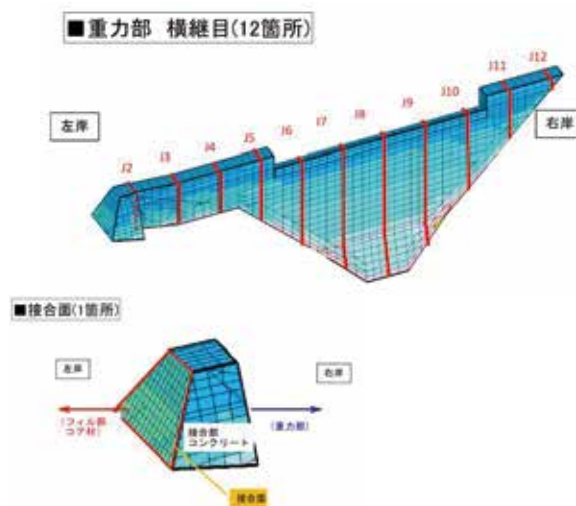 ■重力部 横継目(12箇所)
J12
J11
J10
J9
J8
J7
J6
J5
J4
J3
J2
左岸
右岸
■接合面(1箇所)
左岸
右岸
(フィル部
コア材)
接合部
コンクリート
(重力部)
接合面